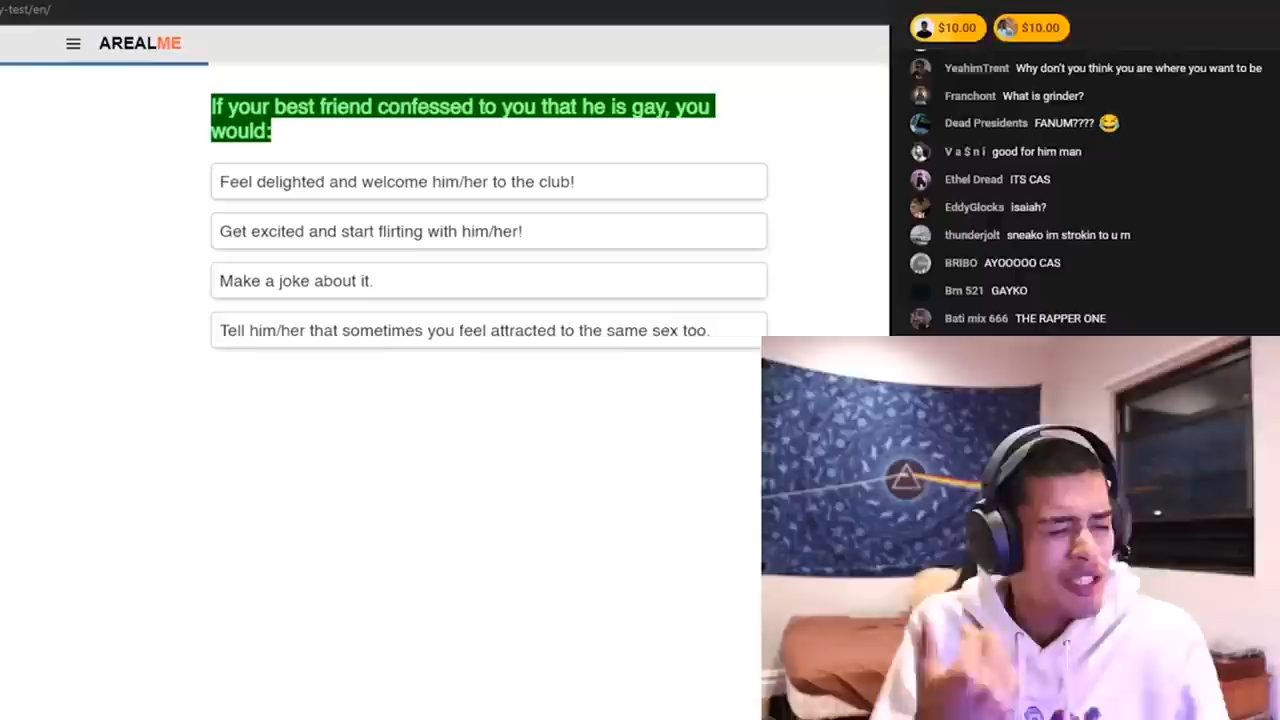 y-test/en/
AREALME
If your best friend confessed to you that he is gay, you
would:
Feel delighted and welcome him/her to the club!
Get excited and start flirting with him/her!
Make a joke about it.
Tell him/her that sometimes you feel attracted to the same sex too.
$10.00 $10.00
YeahimTrent Why don't you think you are where you want to be
Franchont What is grinder?
Dead Presidents FANUM???? 😂
V a $ n i good for him man
Ethel Dread ITS CAS
EddyGlocks isaiah?
thunderjolt sneako im strokin to u rn
BRIBO AYOOOOO CAS
Brn 521 GAYKO
Bati mix 666 THE RAPPER ONE